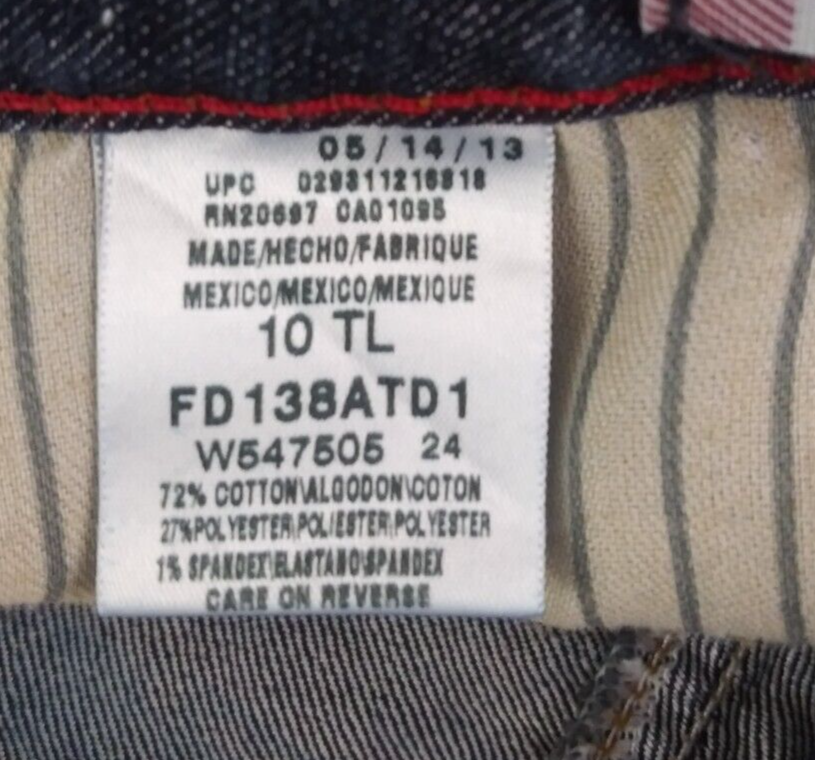 05/14/13
UPC 029311216818
RN20697 CA01095
MADE/HECHO/FABRIQUE
MEXICO/MEXICO/MEXIQUE
10 TL
FD138ATD1
W547505 24
72% COTTON\ALGODON\COTON
27%POLYESTER\POLIESTER\POLYESTER
1% SPANDEX\ELASTANO\SPANDEX
CARE ON REVERSE